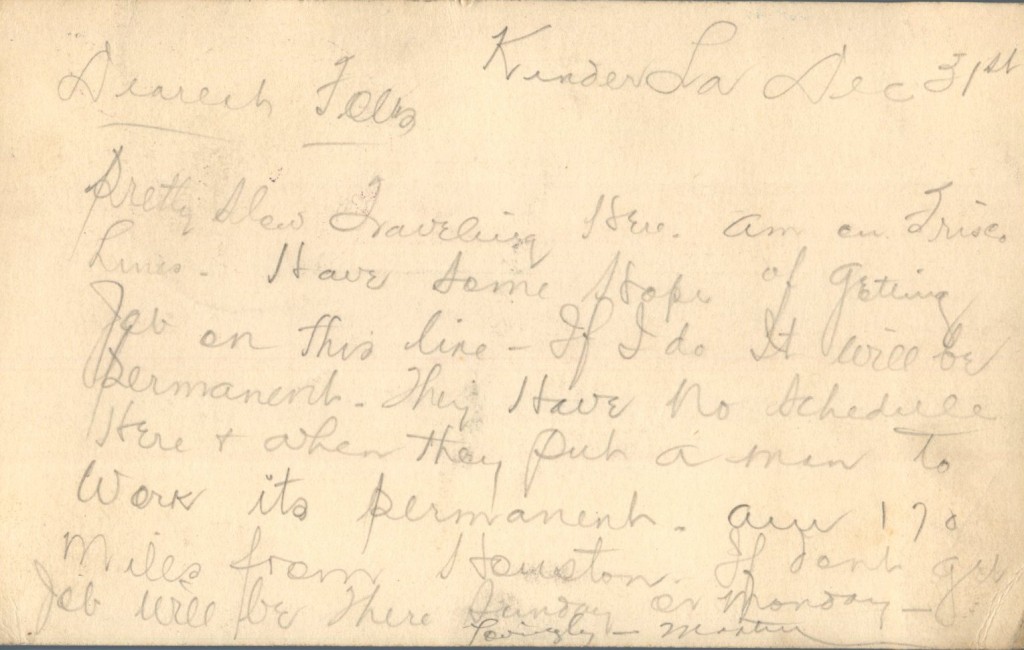 Kinder La Dec 31st
Dearest Folks
Pretty slow Traveling Here. am on Frisco
Lines. Have some Hope of Getting
Job on this line - If I do It will be
permanent. They Have No schedule
Here + when they put a man to
Work its permanent. am 170
Miles from Houston. If dont get
Job will be there Sunday or Monday -
Lovingly - Martin